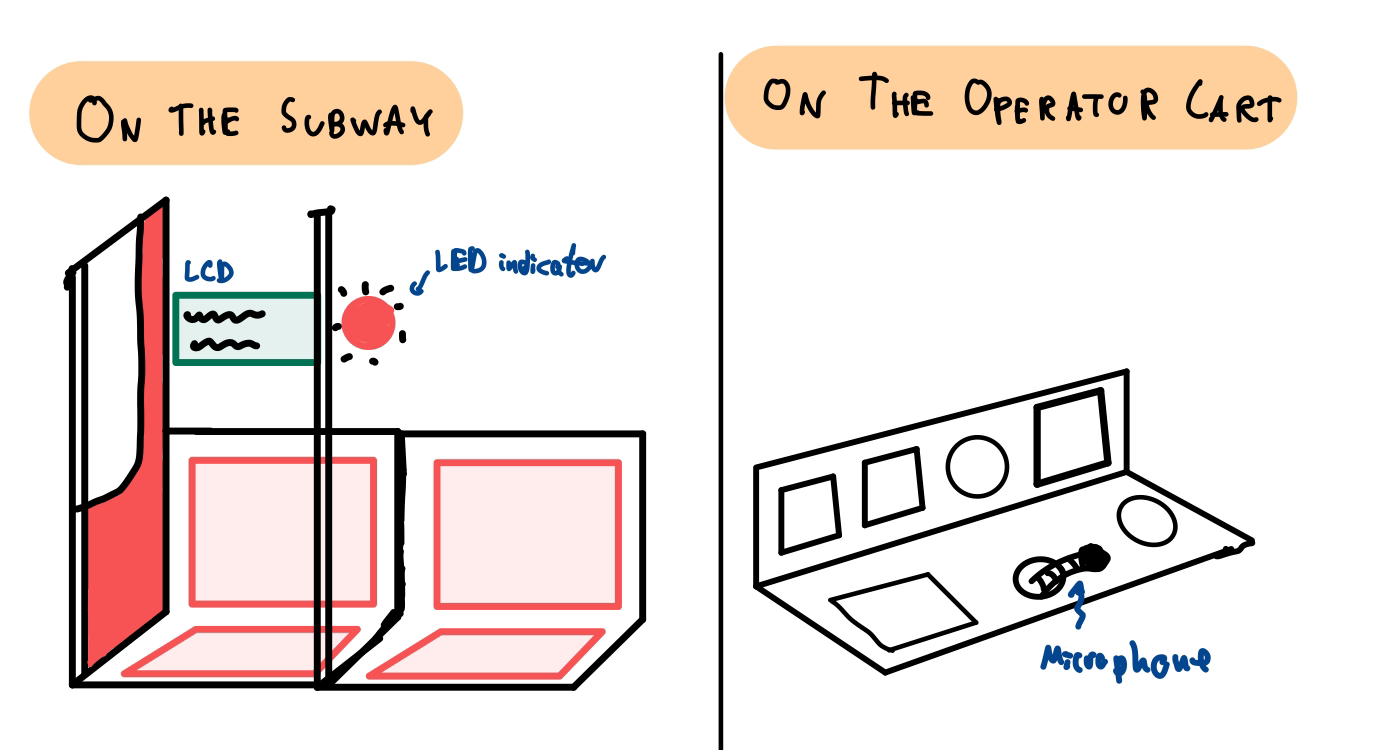 ON THE SUBWAY
LCD
LED indicator
ON THE OPERATOR CART
Microphone